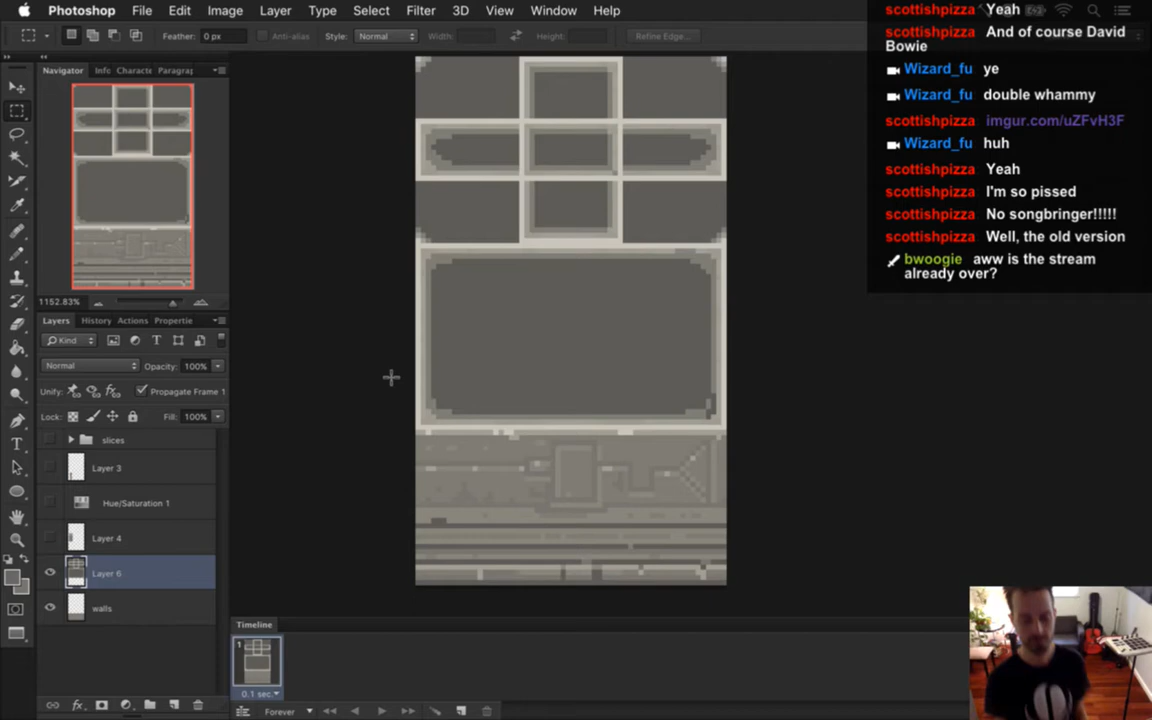 Photoshop File Edit Image Layer Type Select Filter 3D View Window Help
Feather: 0 px Anti-alias Style: Normal Width: Height: Refine Edge...
Navigator Info Characte Paragraj
1152.83%
Layers History Actions Propertie
Kind
Normal Opacity: 100%
Unify: Propagate Frame 1
Lock: Fill: 100%
slices
Layer 3
Hue/Saturation 1
Layer 4
Layer 6
walls
Timeline
1
0.1 sec.
Forever
scottishpizza Yeah
scottishpizza And of course David
Bowie
Wizard_fu ye
Wizard_fu double whammy
scottishpizza imgur.com/uZFvH3F
Wizard_fu huh
scottishpizza Yeah
scottishpizza I'm so pissed
scottishpizza No songbringer!!!!!
scottishpizza Well, the old version
bwoogie aww is the stream
already over?